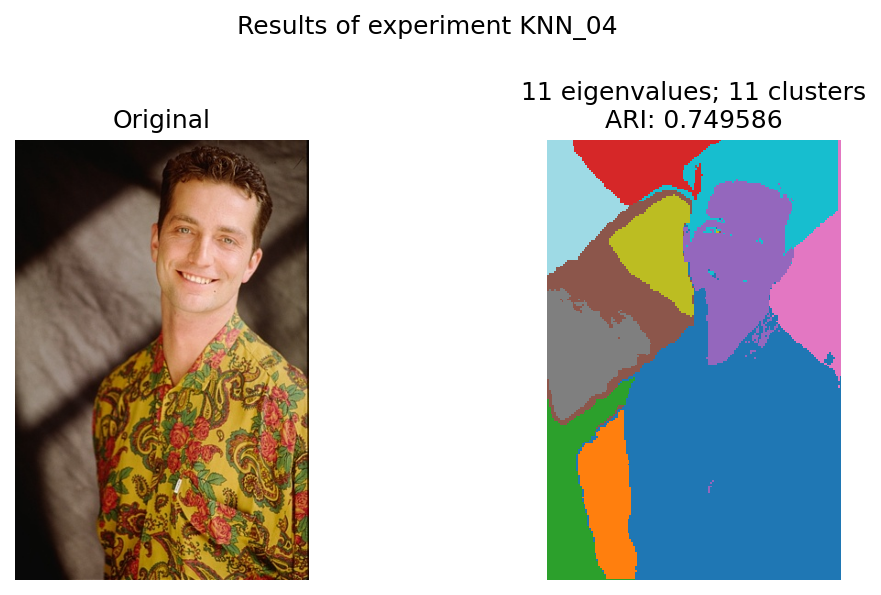 Results of experiment KNN_04
Original
11 eigenvalues; 11 clusters
ARI: 0.749586